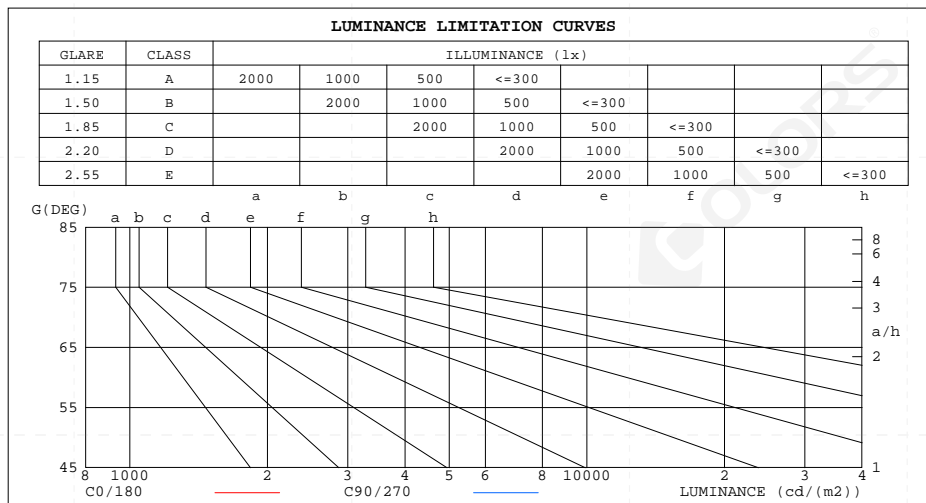 LUMINANCE LIMITATION CURVES
GLARE CLASS ILLUMINANCE (lx)
1.15 A 2000 1000 500 <=300
1.50 B 2000 1000 500 <=300
1.85 C 2000 1000 500 <=300
2.20 D 2000 1000 500 <=300
2.55 E 2000 1000 500 <=300
a b c d e f g h
G(DEG) a b c d e f g h
85 8
6
75 4
3
a/h
65 2
55
45 1
8 1000 2 3 4 5 6 8 10000 2 3 4
C0/180 C90/270 LUMINANCE (cd/(m2))
COLORS®